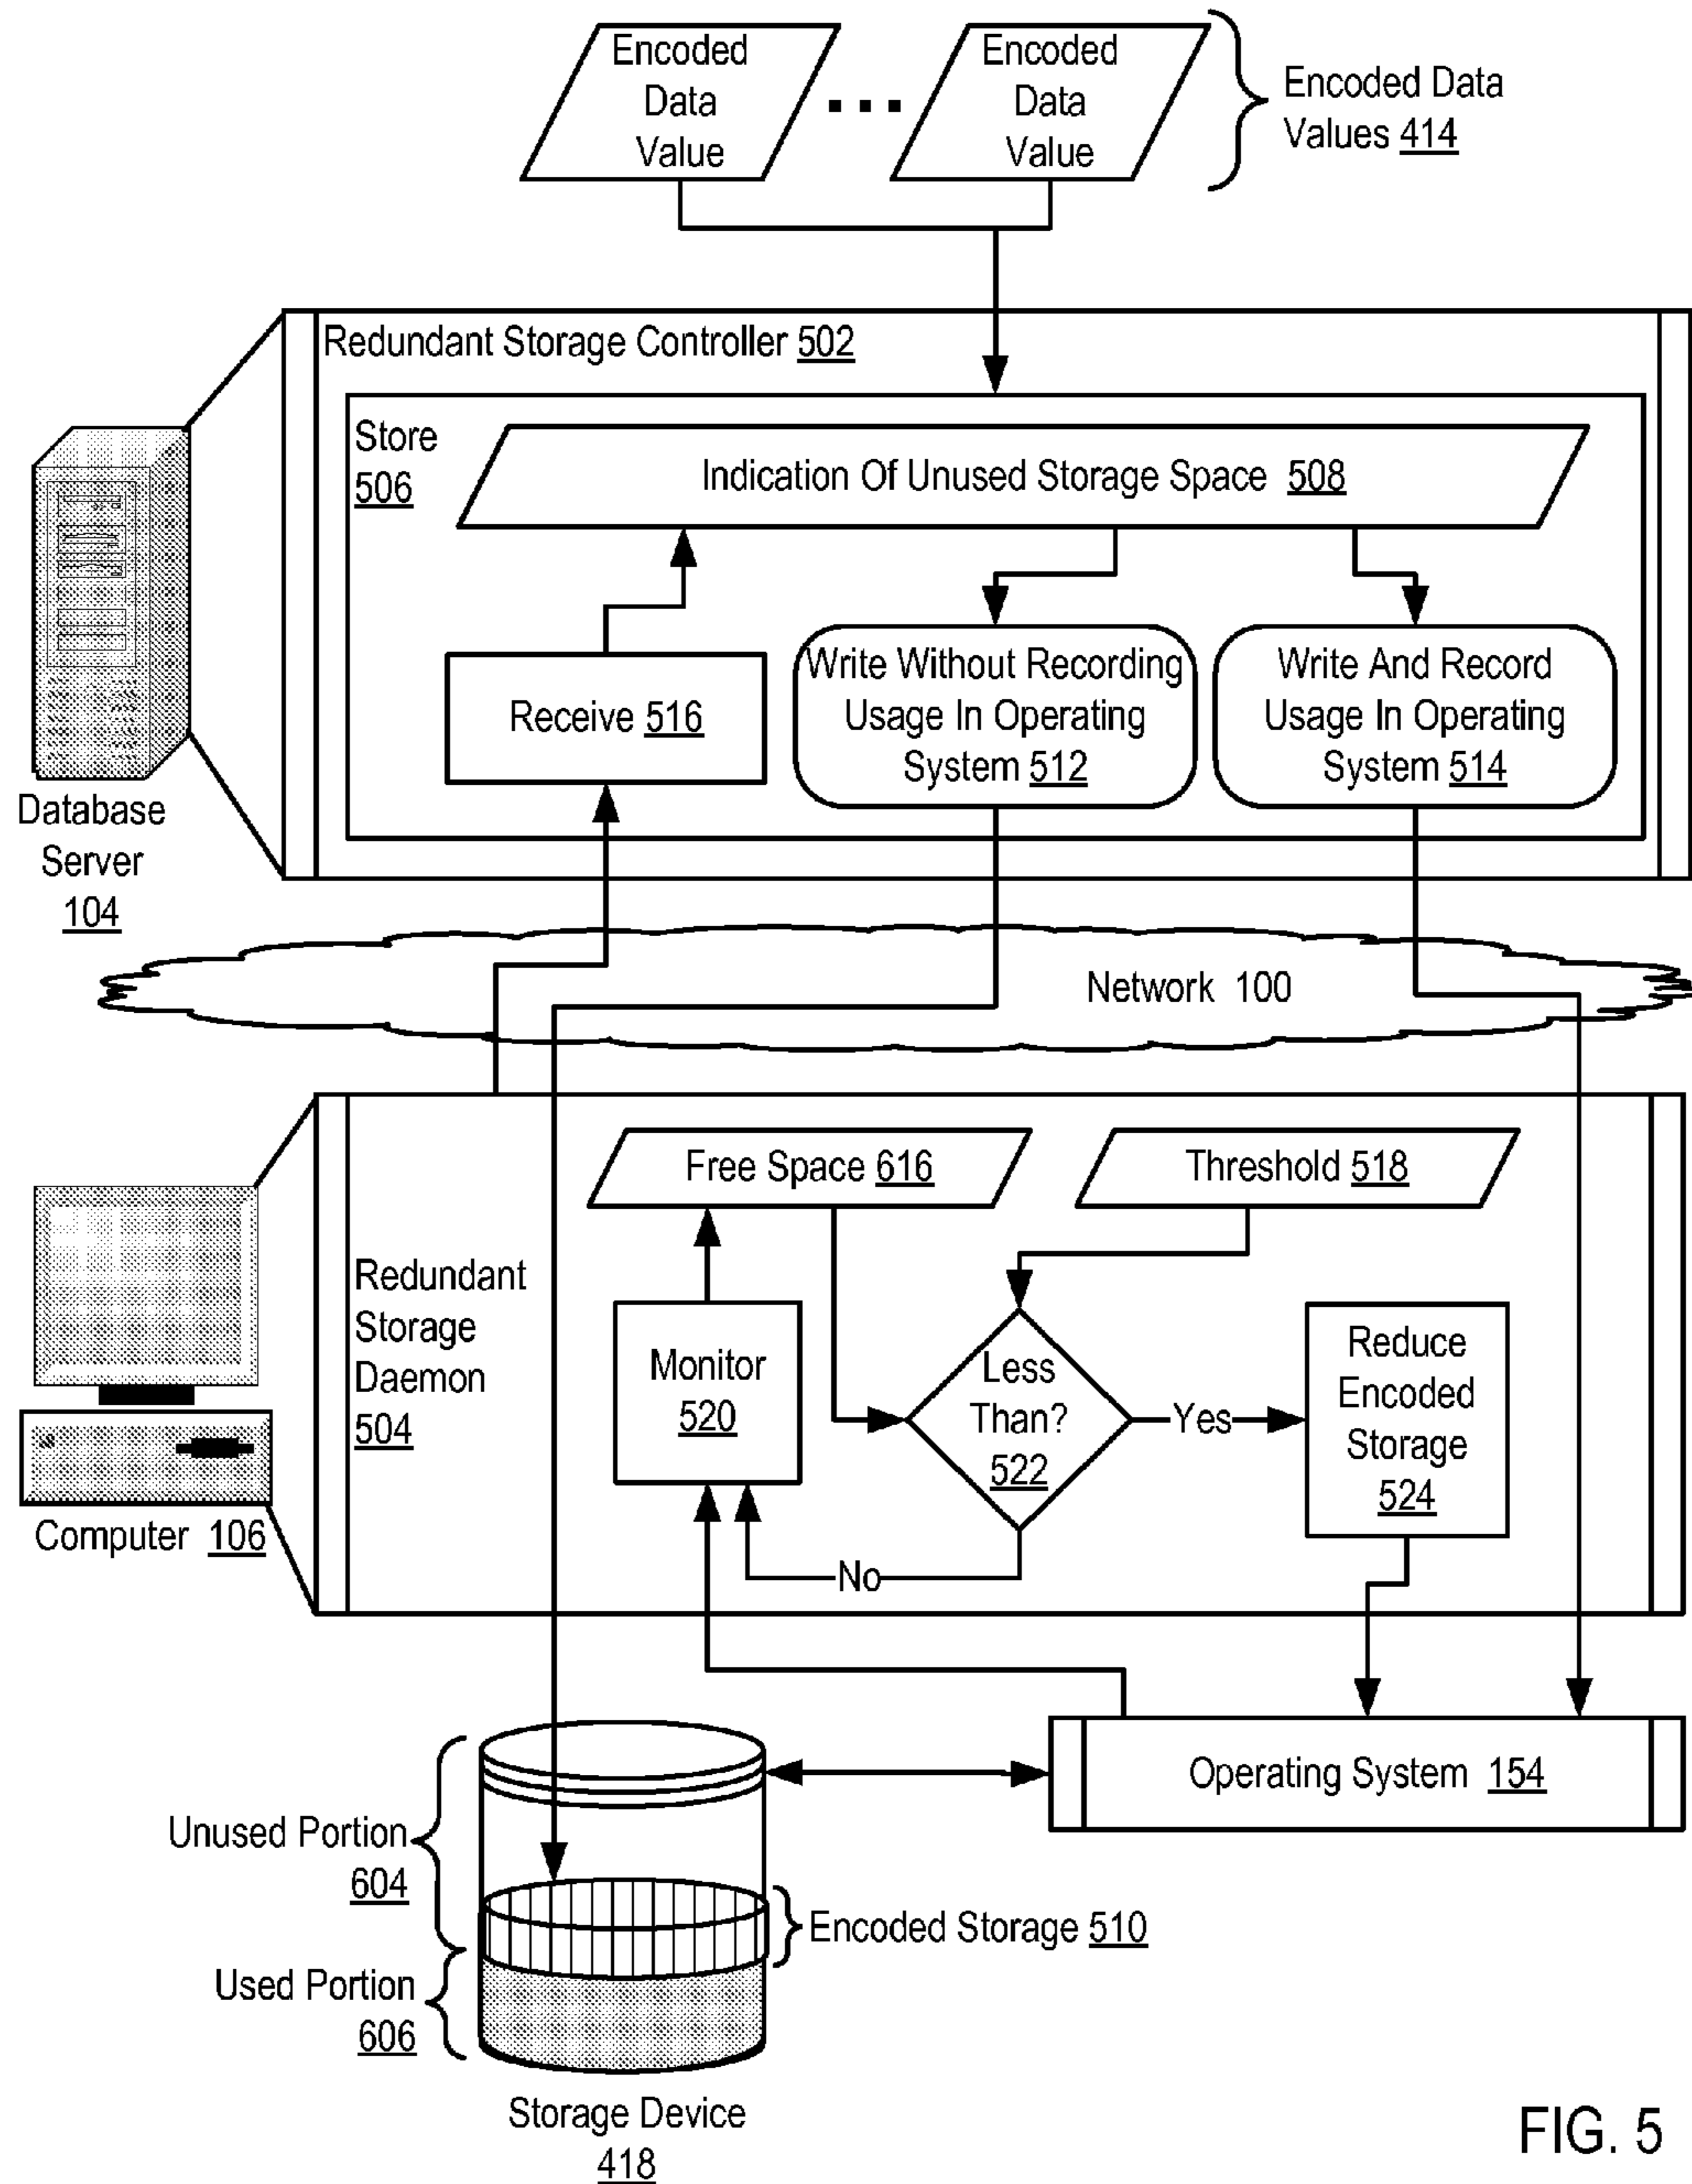 Encoded
Data
Value
...
Encoded
Data
Value
Encoded Data
Values 414
Redundant Storage Controller 502
Store
506
Indication Of Unused Storage Space 508
Receive 516
Write Without Recording
Usage In Operating
System 512
Write And Record
Usage In Operating
System 514
Database
Server
104
Network 100
Free Space 616
Threshold 518
Redundant
Storage
Daemon
504
Monitor
520
Less
Than?
522
Yes
Reduce
Encoded
Storage
524
No
Computer 106
Operating System 154
Unused Portion
604
Encoded Storage 510
Used Portion
606
Storage Device
418
FIG. 5